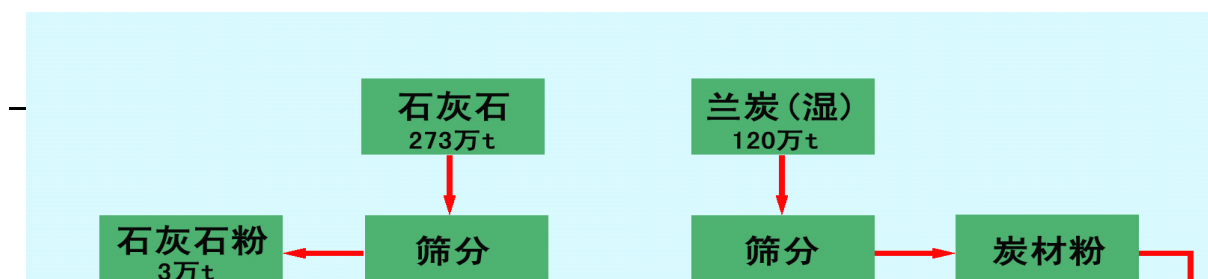 石灰石
273万t
兰炭(湿)
120万t
石灰石粉
3万t
筛分
筛分
炭材粉